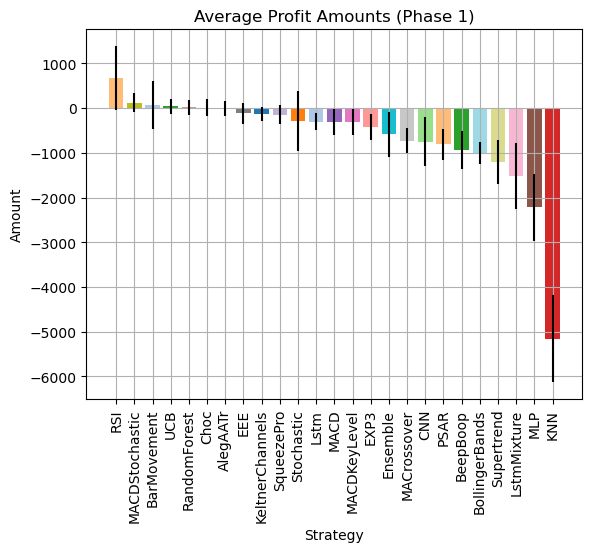 Average Profit Amounts (Phase 1)
Amount
1000
0
−1000
−2000
−3000
−4000
−5000
−6000
RSI
MACDStochastic
BarMovement
UCB
RandomForest
Choc
AlegAATr
EEE
KeltnerChannels
SqueezePro
Stochastic
Lstm
MACD
MACDKeyLevel
EXP3
Ensemble
MACrossover
CNN
PSAR
BeepBoop
BollingerBands
Supertrend
LstmMixture
MLP
KNN
Strategy